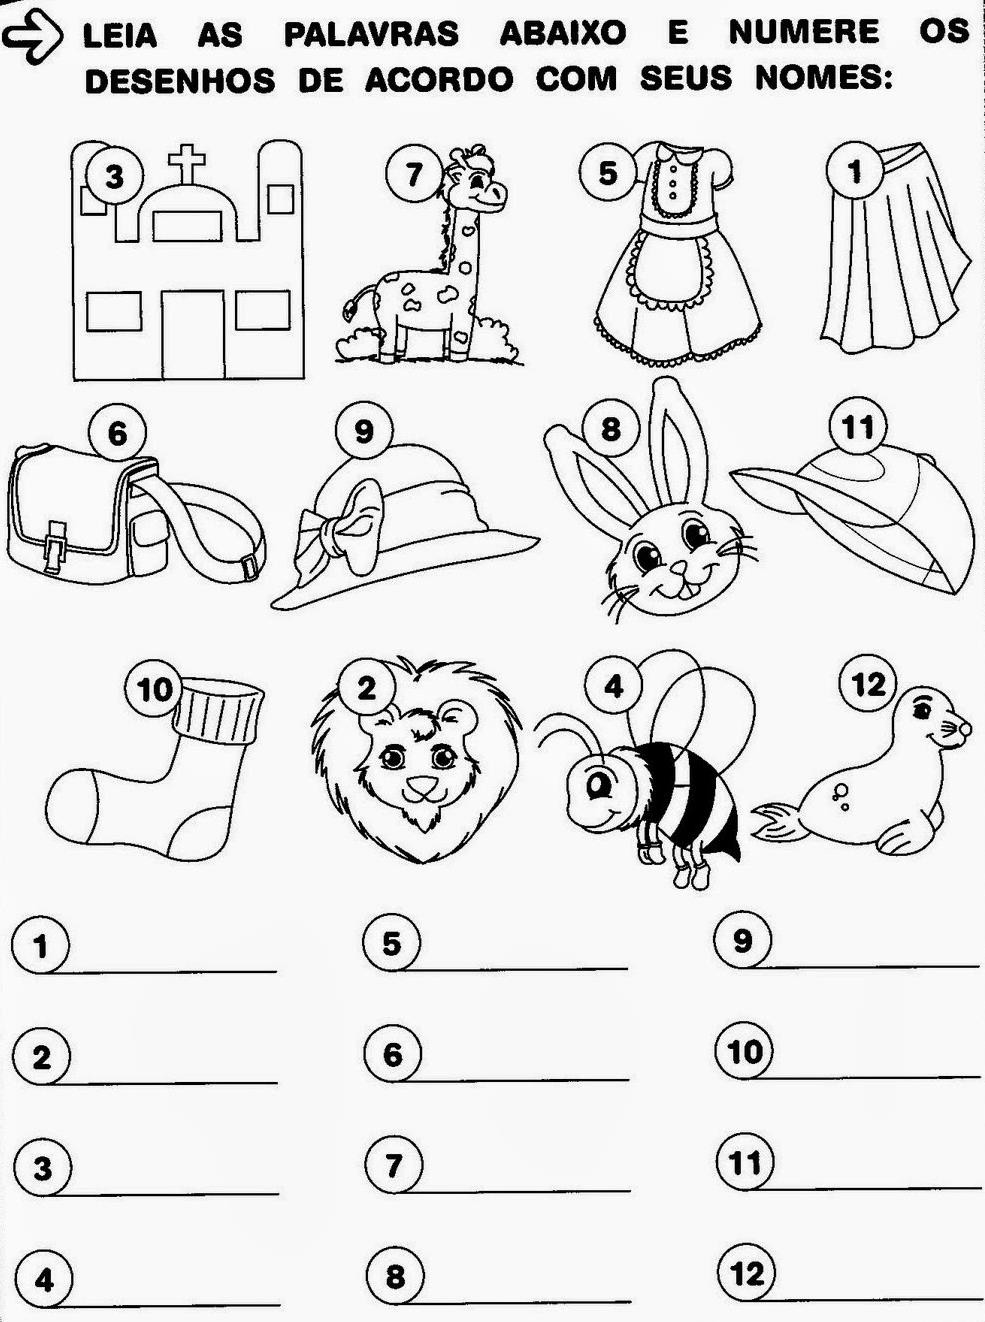 LEIA AS PALAVRAS ABAIXO E NUMERE OS
DESENHOS DE ACORDO COM SEUS NOMES:
3 7 5 1
6 9 8 11
10 2 4 12
1 5 9
2 6 10
3 7 11
4 8 12